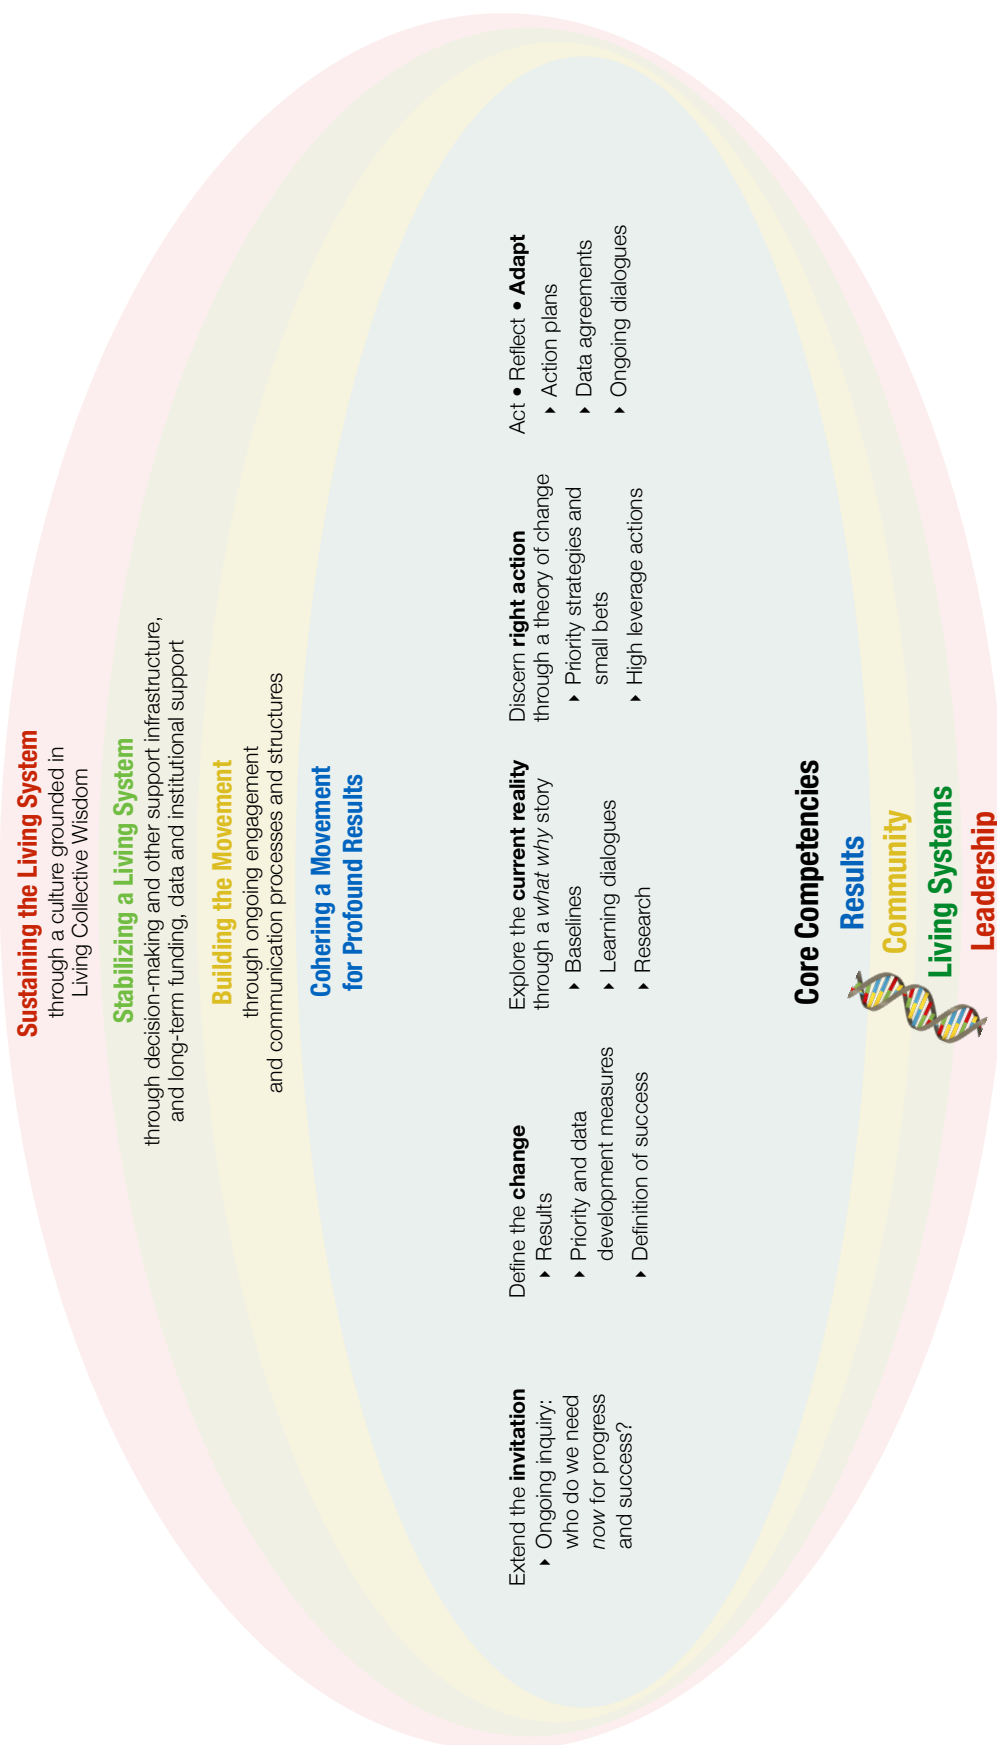 Sustaining the Living System
through a culture grounded in
Living Collective Wisdom
Stabilizing a Living System
through decision-making and other support infrastructure,
and long-term funding, data and institutional support
Building the Movement
through ongoing engagement
and communication processes and structures
Cohering a Movement
for Profound Results
Extend the invitation
‣ Ongoing inquiry:
who do we need
now for progress
and success?
Define the change
‣ Results
‣ Priority and data
development measures
‣ Definition of success
Explore the current reality
through a what why story
‣ Baselines
‣ Learning dialogues
‣ Research
Discern right action
through a theory of change
‣ Priority strategies and
small bets
‣ High leverage actions
Act • Reflect • Adapt
‣ Action plans
‣ Data agreements
‣ Ongoing dialogues
Core Competencies
Results
Community
Living Systems
Leadership